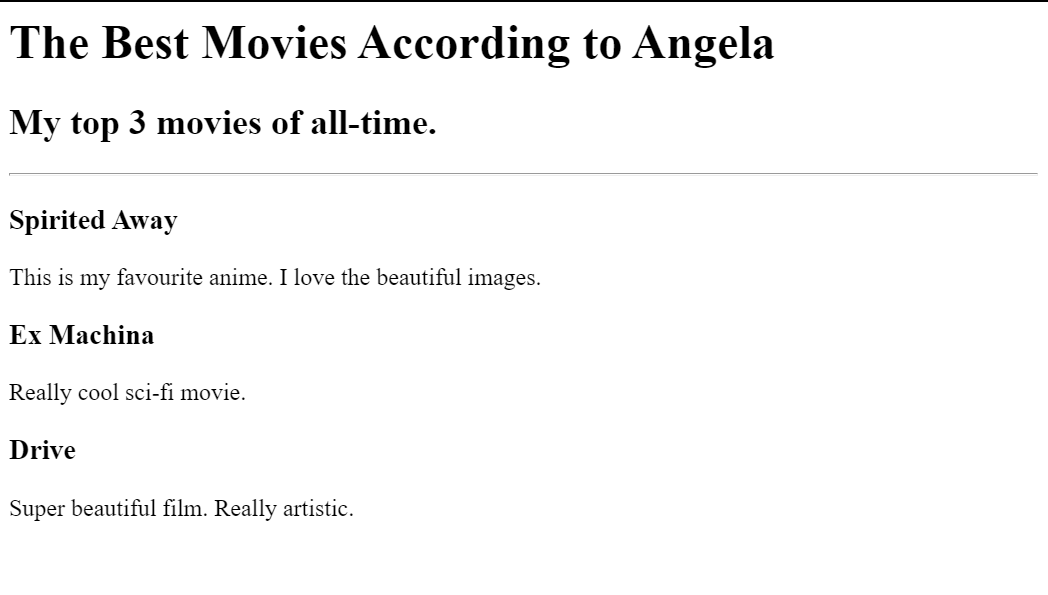 The Best Movies According to Angela
My top 3 movies of all-time.
Spirited Away
This is my favourite anime. I love the beautiful images.
Ex Machina
Really cool sci-fi movie.
Drive
Super beautiful film. Really artistic.